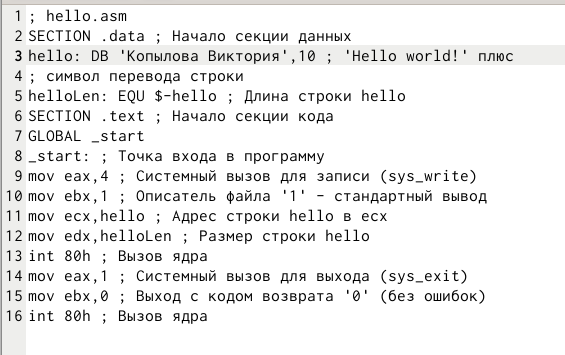 1 ; hello.asm
2 SECTION .data ; Начало секции данных
3 hello: DB 'Копылова Виктория',10 ; 'Hello world!' плюс
4 ; символ перевода строки
5 helloLen: EQU $-hello ; Длина строки hello
6 SECTION .text ; Начало секции кода
7 GLOBAL _start
8 _start: ; Точка входа в программу
9 mov eax,4 ; Системный вызов для записи (sys_write)
10 mov ebx,1 ; Описатель файла '1' - стандартный вывод
11 mov ecx,hello ; Адрес строки hello в ecx
12 mov edx,helloLen ; Размер строки hello
13 int 80h ; Вызов ядра
14 mov eax,1 ; Системный вызов для выхода (sys_exit)
15 mov ebx,0 ; Выход с кодом возврата '0' (без ошибок)
16 int 80h ; Вызов ядра